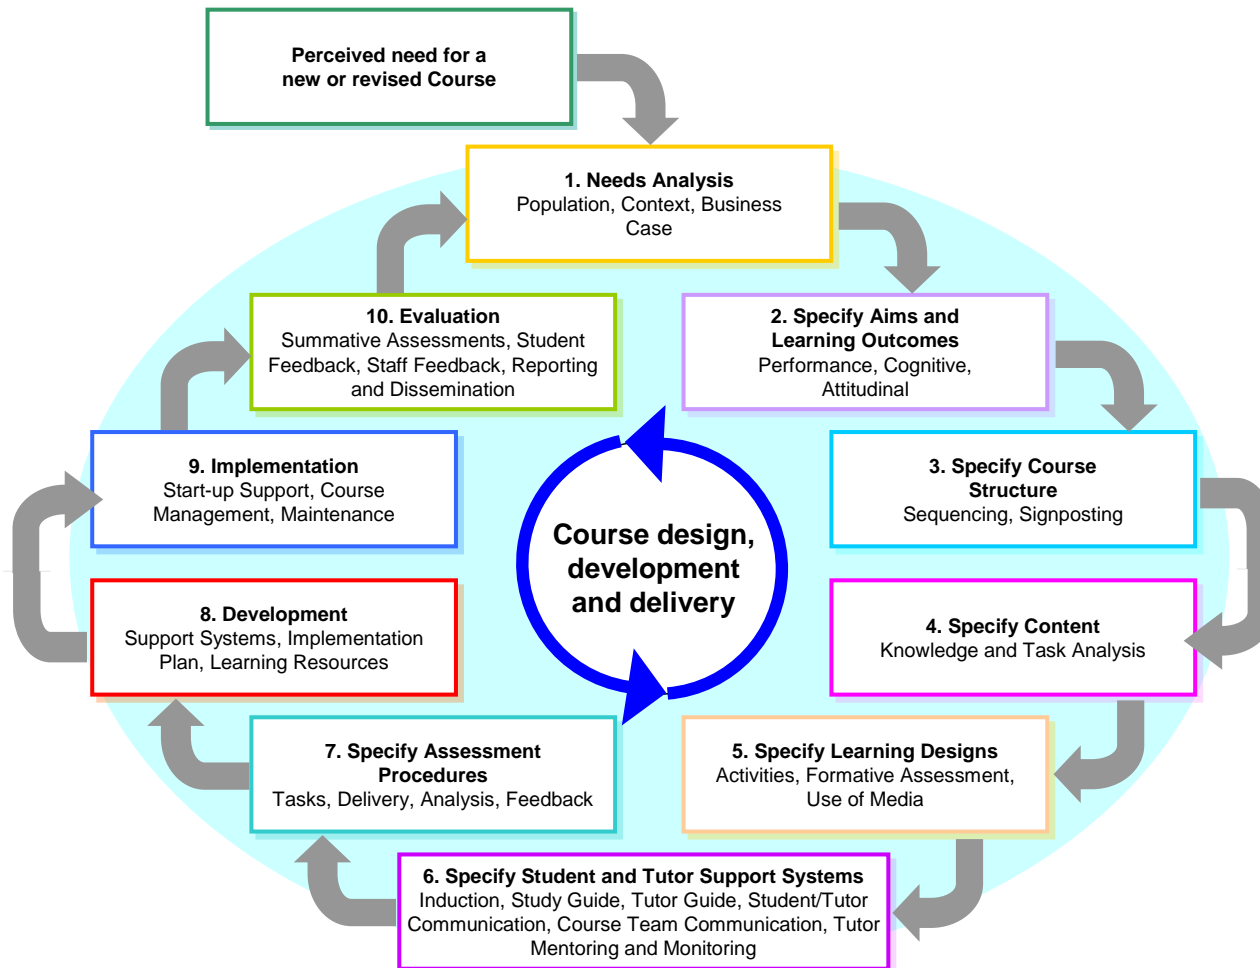 Perceived need for a
new or revised Course
1. Needs Analysis
Population, Context, Business
Case
10. Evaluation
Summative Assessments, Student
Feedback, Staff Feedback, Reporting
and Dissemination
2. Specify Aims and
Learning Outcomes
Performance, Cognitive,
Attitudinal
9. Implementation
Start-up Support, Course
Management, Maintenance
3. Specify Course
Structure
Sequencing, Signposting
Course design,
development
and delivery
8. Development
Support Systems, Implementation
Plan, Learning Resources
4. Specify Content
Knowledge and Task Analysis
7. Specify Assessment
Procedures
Tasks, Delivery, Analysis, Feedback
5. Specify Learning Designs
Activities, Formative Assessment,
Use of Media
6. Specify Student and Tutor Support Systems
Induction, Study Guide, Tutor Guide, Student/Tutor
Communication, Course Team Communication, Tutor
Mentoring and Monitoring